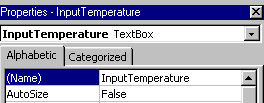 Properties - InputTemperature
InputTemperature TextBox
Alphabetic Categorized
(Name) InputTemperature
AutoSize False